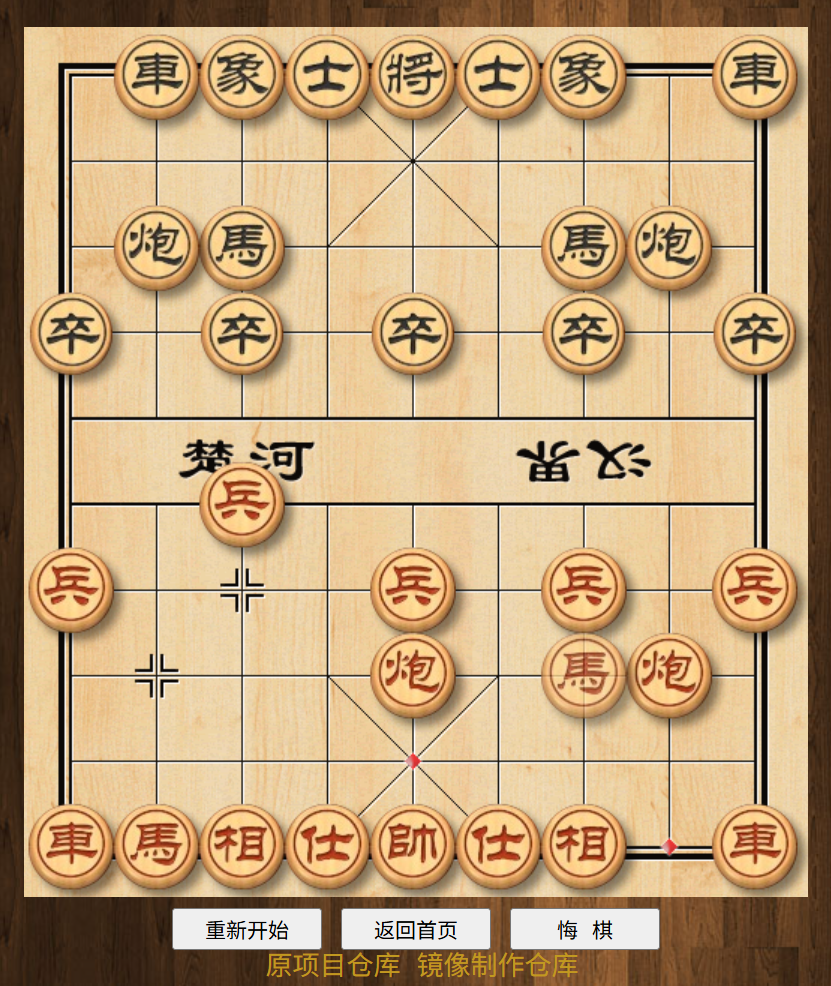 車象士將士象車
炮馬馬炮
卒卒卒卒卒
楚河 汉界
兵
兵兵兵兵
炮馬炮
車馬相仕帥仕相車
重新开始 返回首页 悔 棋
原项目仓库 镜像制作仓库